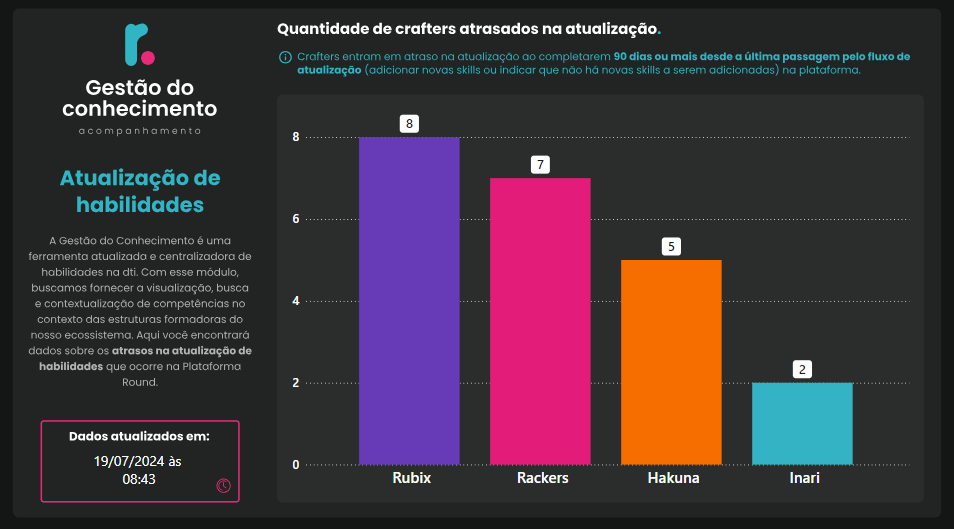 r.
Gestão do
conhecimento
acompanhamento
Atualização de
habilidades
A Gestão do Conhecimento é uma
ferramenta atualizada e centralizadora de
habilidades na dti. Com esse módulo,
buscamos fornecer a visualização, busca
e contextualização de competências no
contexto das estruturas formadoras do
nosso ecossistema. Aqui você encontrará
dados sobre os atrasos na atualização de
habilidades que ocorre na Plataforma
Round.
Dados atualizados em:
19/07/2024 às
08:43
Quantidade de crafters atrasados na atualização.
Crafters entram em atraso na atualização ao completarem 90 dias ou mais desde a última passagem pelo fluxo de
atualização (adicionar novas skills ou indicar que não há novas skills a serem adicionadas) na plataforma.
8
6
4
2
0
8
7
5
2
Rubix
Rackers
Hakuna
Inari